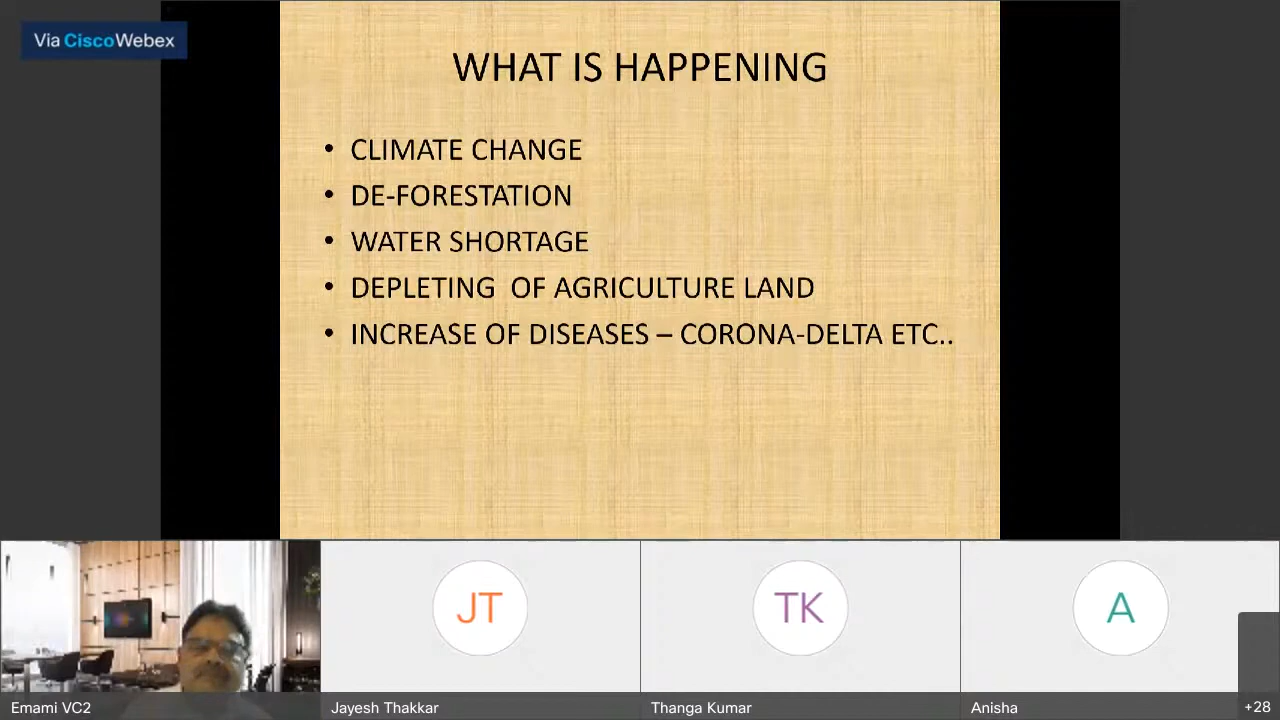 Via CiscoWebex
WHAT IS HAPPENING
• CLIMATE CHANGE
• DE-FORESTATION
• WATER SHORTAGE
• DEPLETING OF AGRICULTURE LAND
• INCREASE OF DISEASES – CORONA-DELTA ETC..
JT
TK
A
Emami VC2
Jayesh Thakkar
Thanga Kumar
Anisha
+28